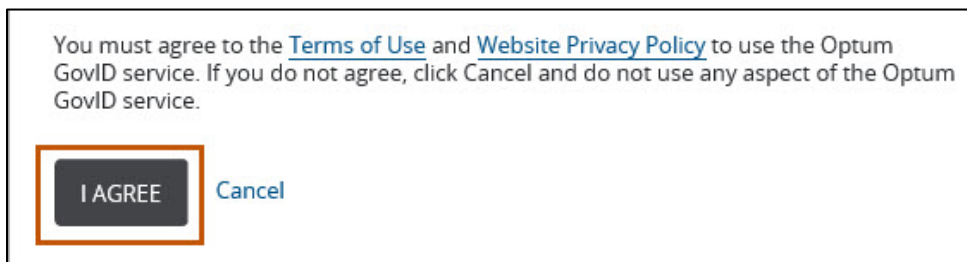 You must agree to the Terms of Use and Website Privacy Policy to use the Optum
GovID service. If you do not agree, click Cancel and do not use any aspect of the Optum
GovID service.
I AGREE Cancel